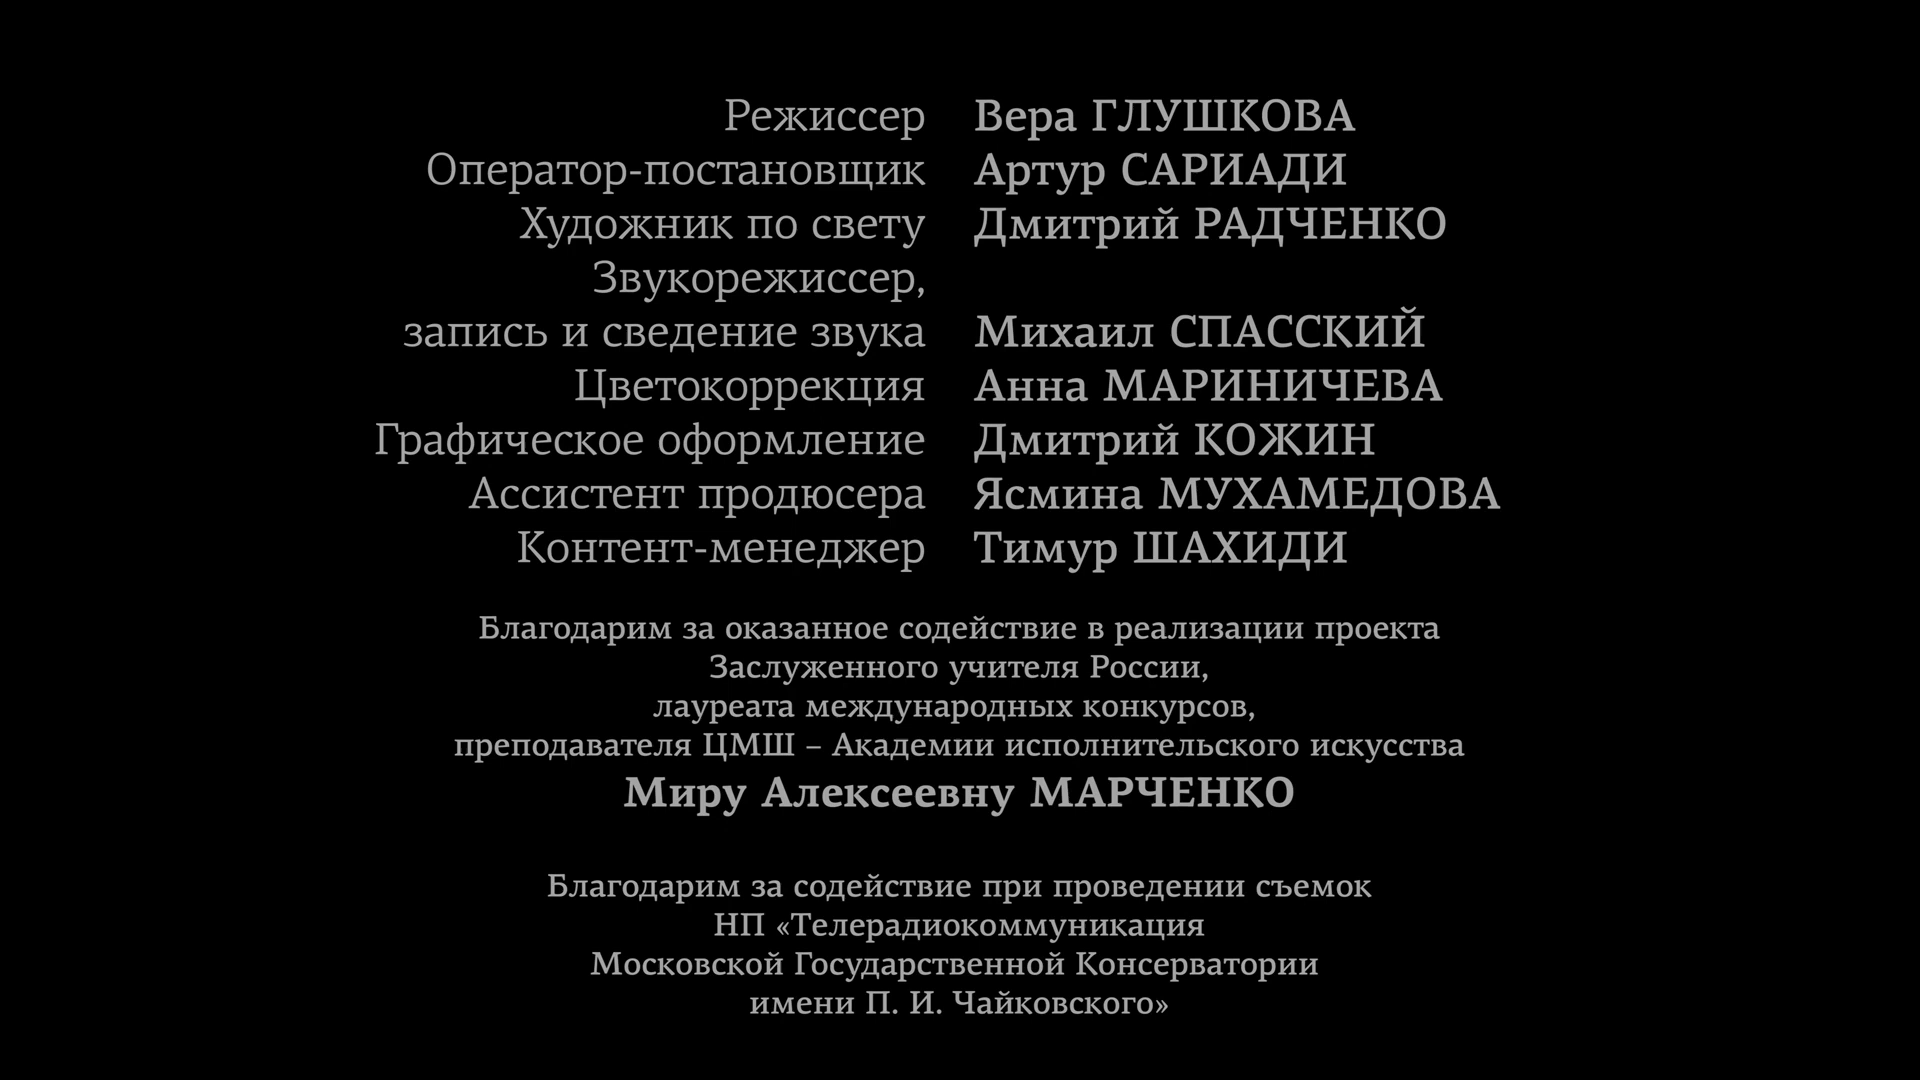 Режиссер Вера ГЛУШКОВА
Оператор-постановщик Артур САРИАДИ
Художник по свету Дмитрий РАДЧЕНКО
Звукорежиссер,
запись и сведение звука Михаил СПАССКИЙ
Цветокоррекция Анна МАРИНИЧЕВА
Графическое оформление Дмитрий КОЖИН
Ассистент продюсера Ясмина МУХАМЕДОВА
Контент-менеджер Тимур ШАХИДИ
Благодарим за оказанное содействие в реализации проекта
Заслуженного учителя России,
лауреата международных конкурсов,
преподавателя ЦМШ – Академии исполнительского искусства
Миру Алексеевну МАРЧЕНКО
Благодарим за содействие при проведении съемок
НП «Телерадиокоммуникация
Московской Государственной Консерватории
имени П. И. Чайковского»